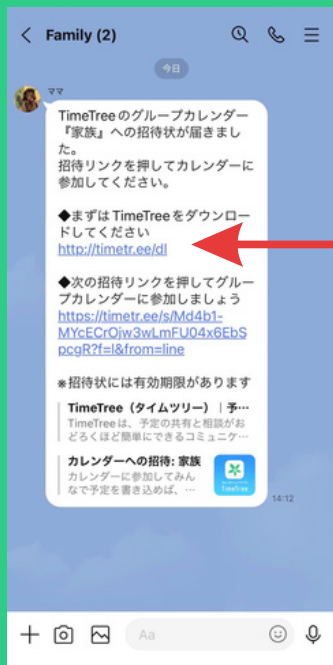 Family (2)
今日
ママ
TimeTreeのグループカレンダー
『家族』への招待状が届きまし
た。
招待リンクを押してカレンダーに
参加してください。
◆まずは TimeTree をダウンロー
ドしてください
http://timetr.ee/dl
◆次の招待リンクを押してグルー
プカレンダーに参加しましょう
https://timetr.ee/s/Md4b1-
MYcECrOjw3wLmFU04x6EbS
pcgR?f=l&from=line
※招待状には有効期限があります
TimeTree（タイムツリー）｜予…
TimeTreeは、予定の共有と相談がお
どろくほど簡単にできるコミュニケ…
カレンダーへの招待: 家族
カレンダーに参加してみん
なで予定を書き込めば、…
TimeTree
14:12
Aa